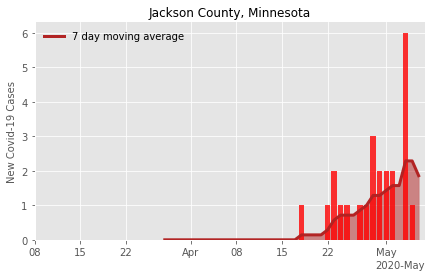 Jackson County, Minnesota
7 day moving average
New Covid-19 Cases
6
5
4
3
2
1
0
08 15 22 Apr 08 15 22 May
2020-May